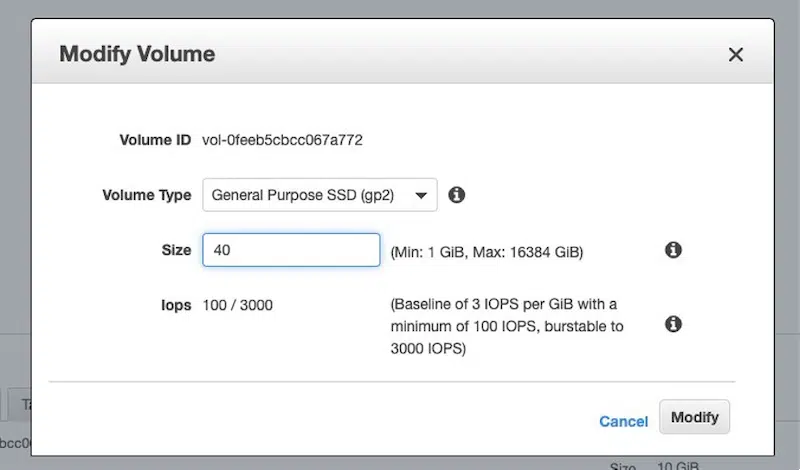 Modify Volume
Volume ID vol-0feeb5cbcc067a772
Volume Type General Purpose SSD (gp2)
Size 40 (Min: 1 GiB, Max: 16384 GiB)
Iops 100 / 3000 (Baseline of 3 IOPS per GiB with a
minimum of 100 IOPS, burstable to
3000 IOPS)
Cancel Modify
Size 10 GiB